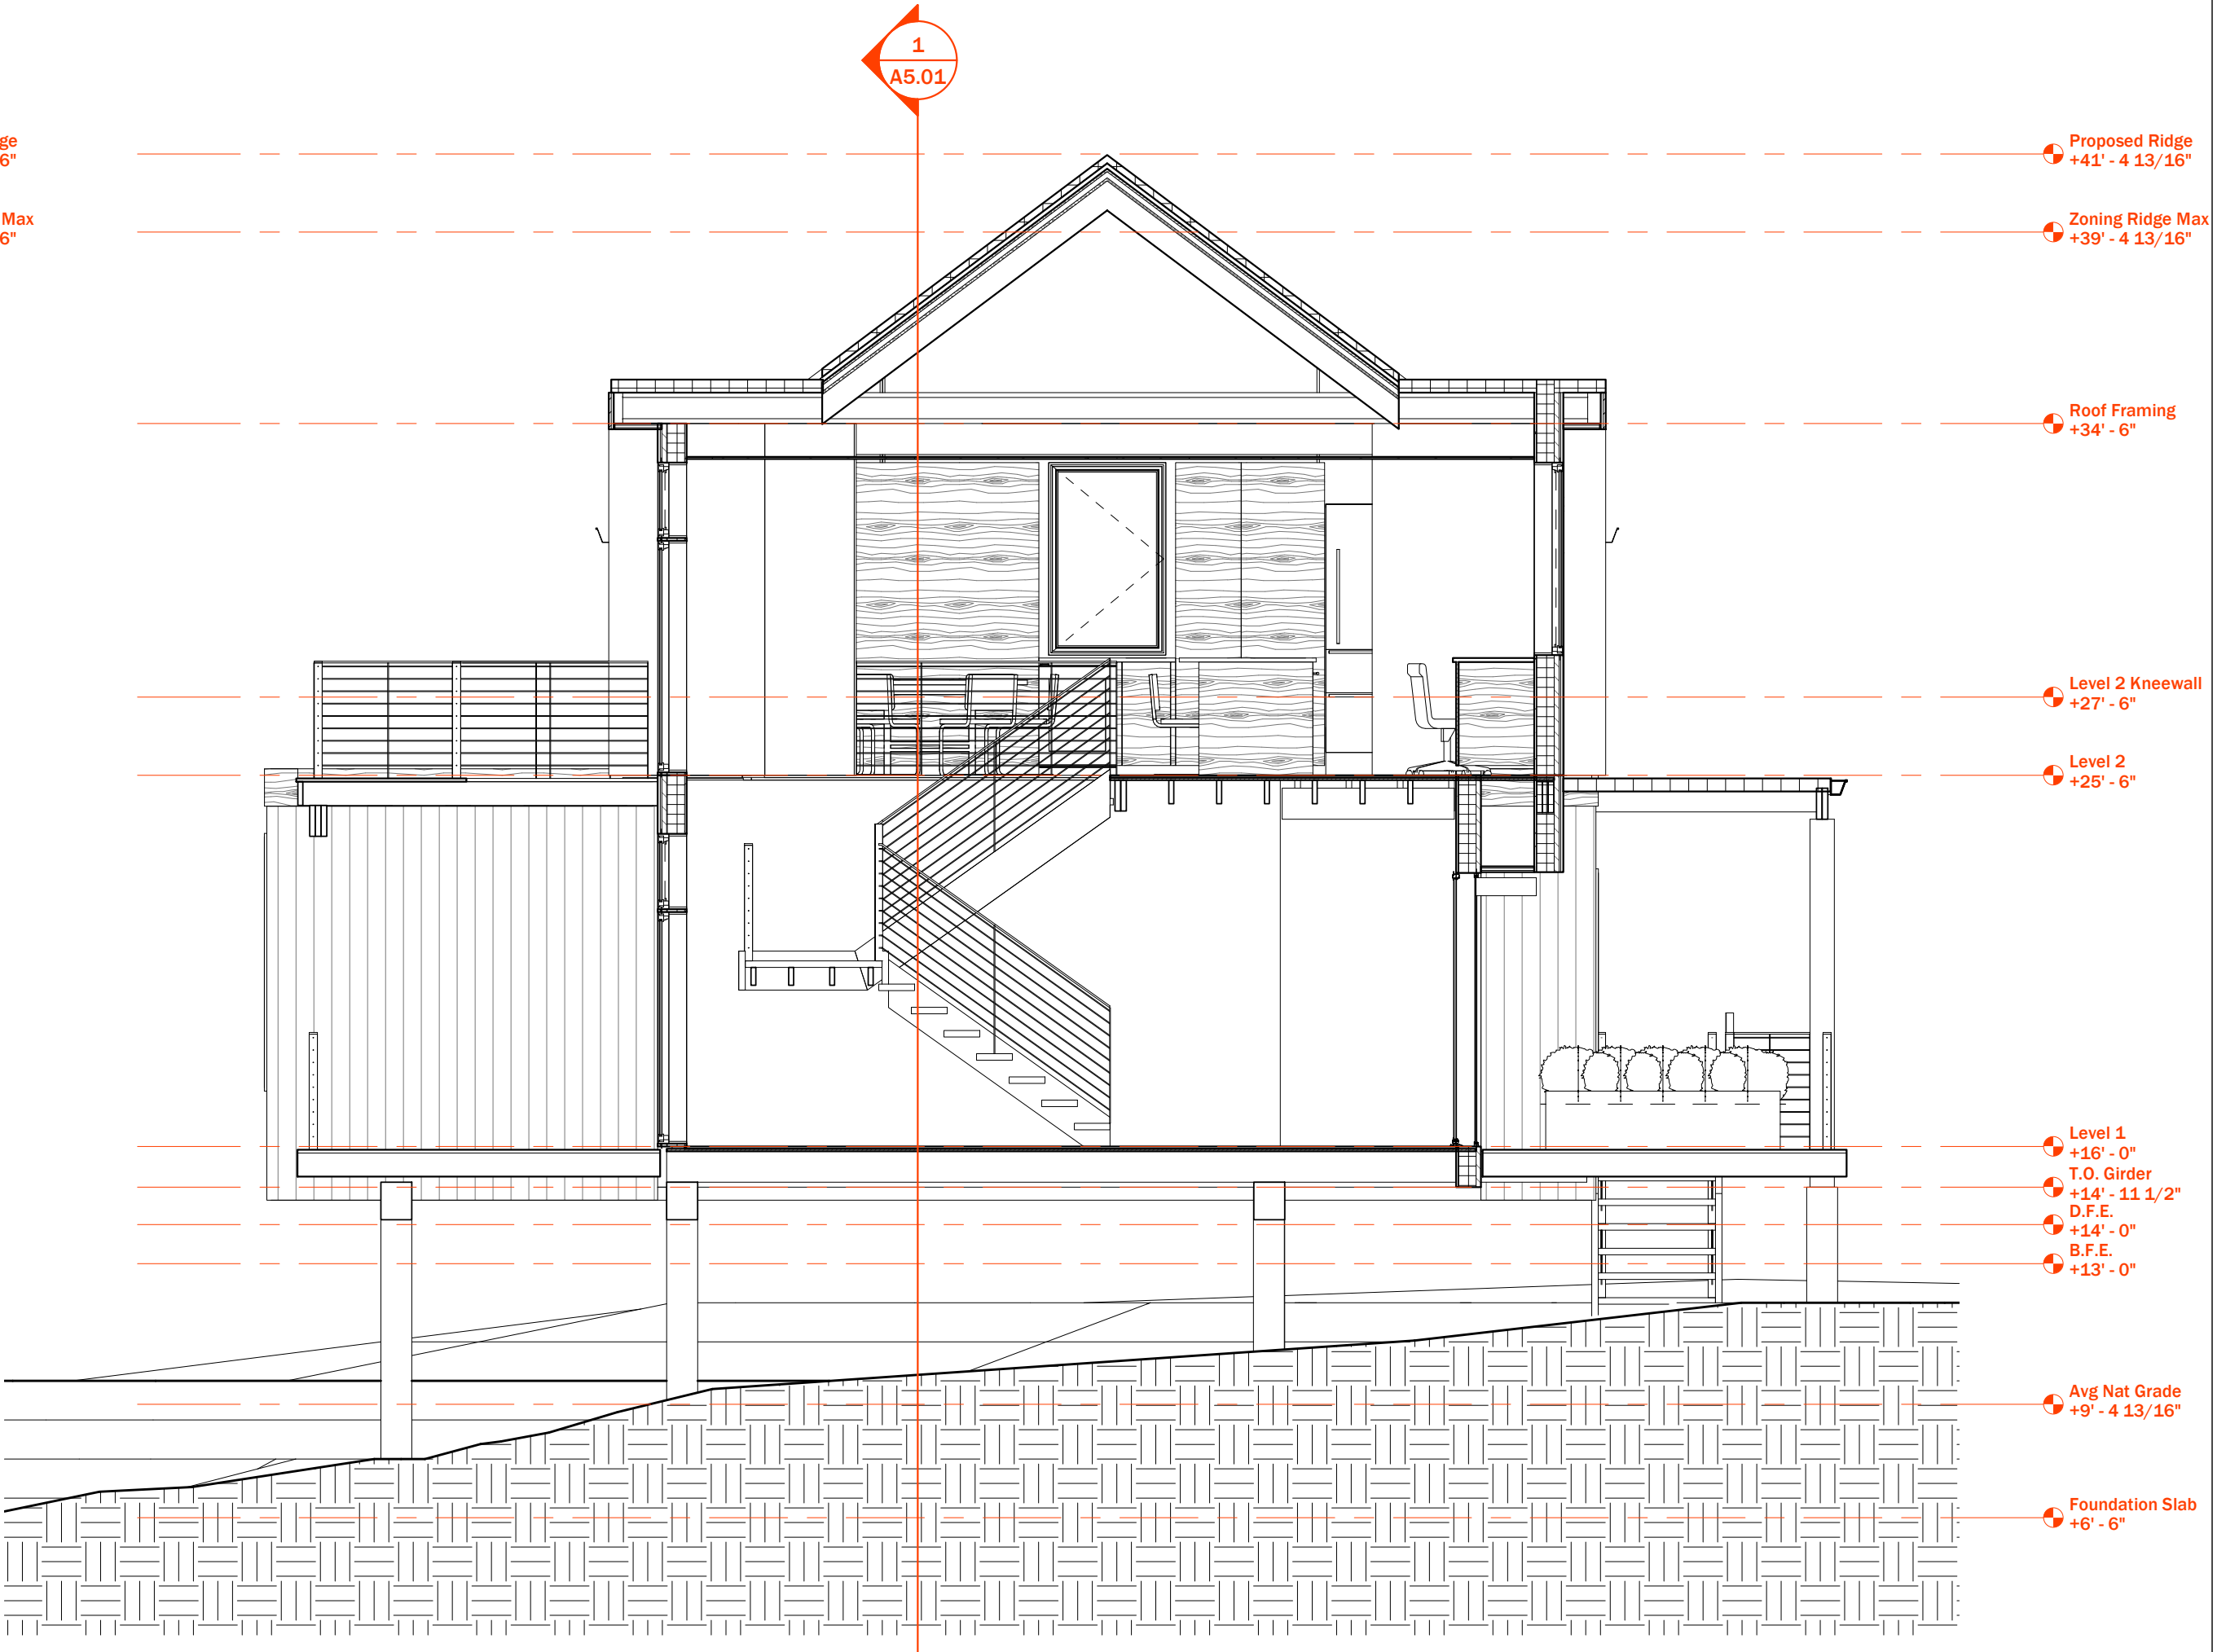 1
A5.01
ge
6"
Max
6"
Proposed Ridge
+41' - 4 13/16"
Zoning Ridge Max
+39' - 4 13/16"
Roof Framing
+34' - 6"
Level 2 Kneewall
+27' - 6"
Level 2
+25' - 6"
Level 1
+16' - 0"
T.O. Girder
+14' - 11 1/2"
D.F.E.
+14' - 0"
B.F.E.
+13' - 0"
Avg Nat Grade
+9' - 4 13/16"
Foundation Slab
+6' - 6"